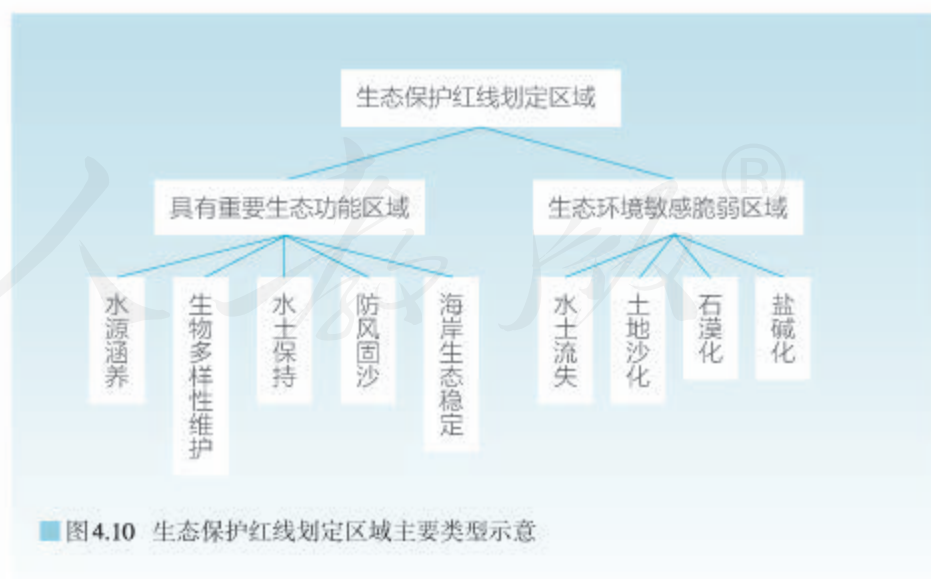 生态保护红线划定区域
具有重要生态功能区域
生态环境敏感脆弱区域
水源涵养
生物多样性维护
水土保持
防风固沙
海岸生态稳定
水土流失
土地沙化
石漠化
盐碱化
图4.10 生态保护红线划定区域主要类型示意
人教版®